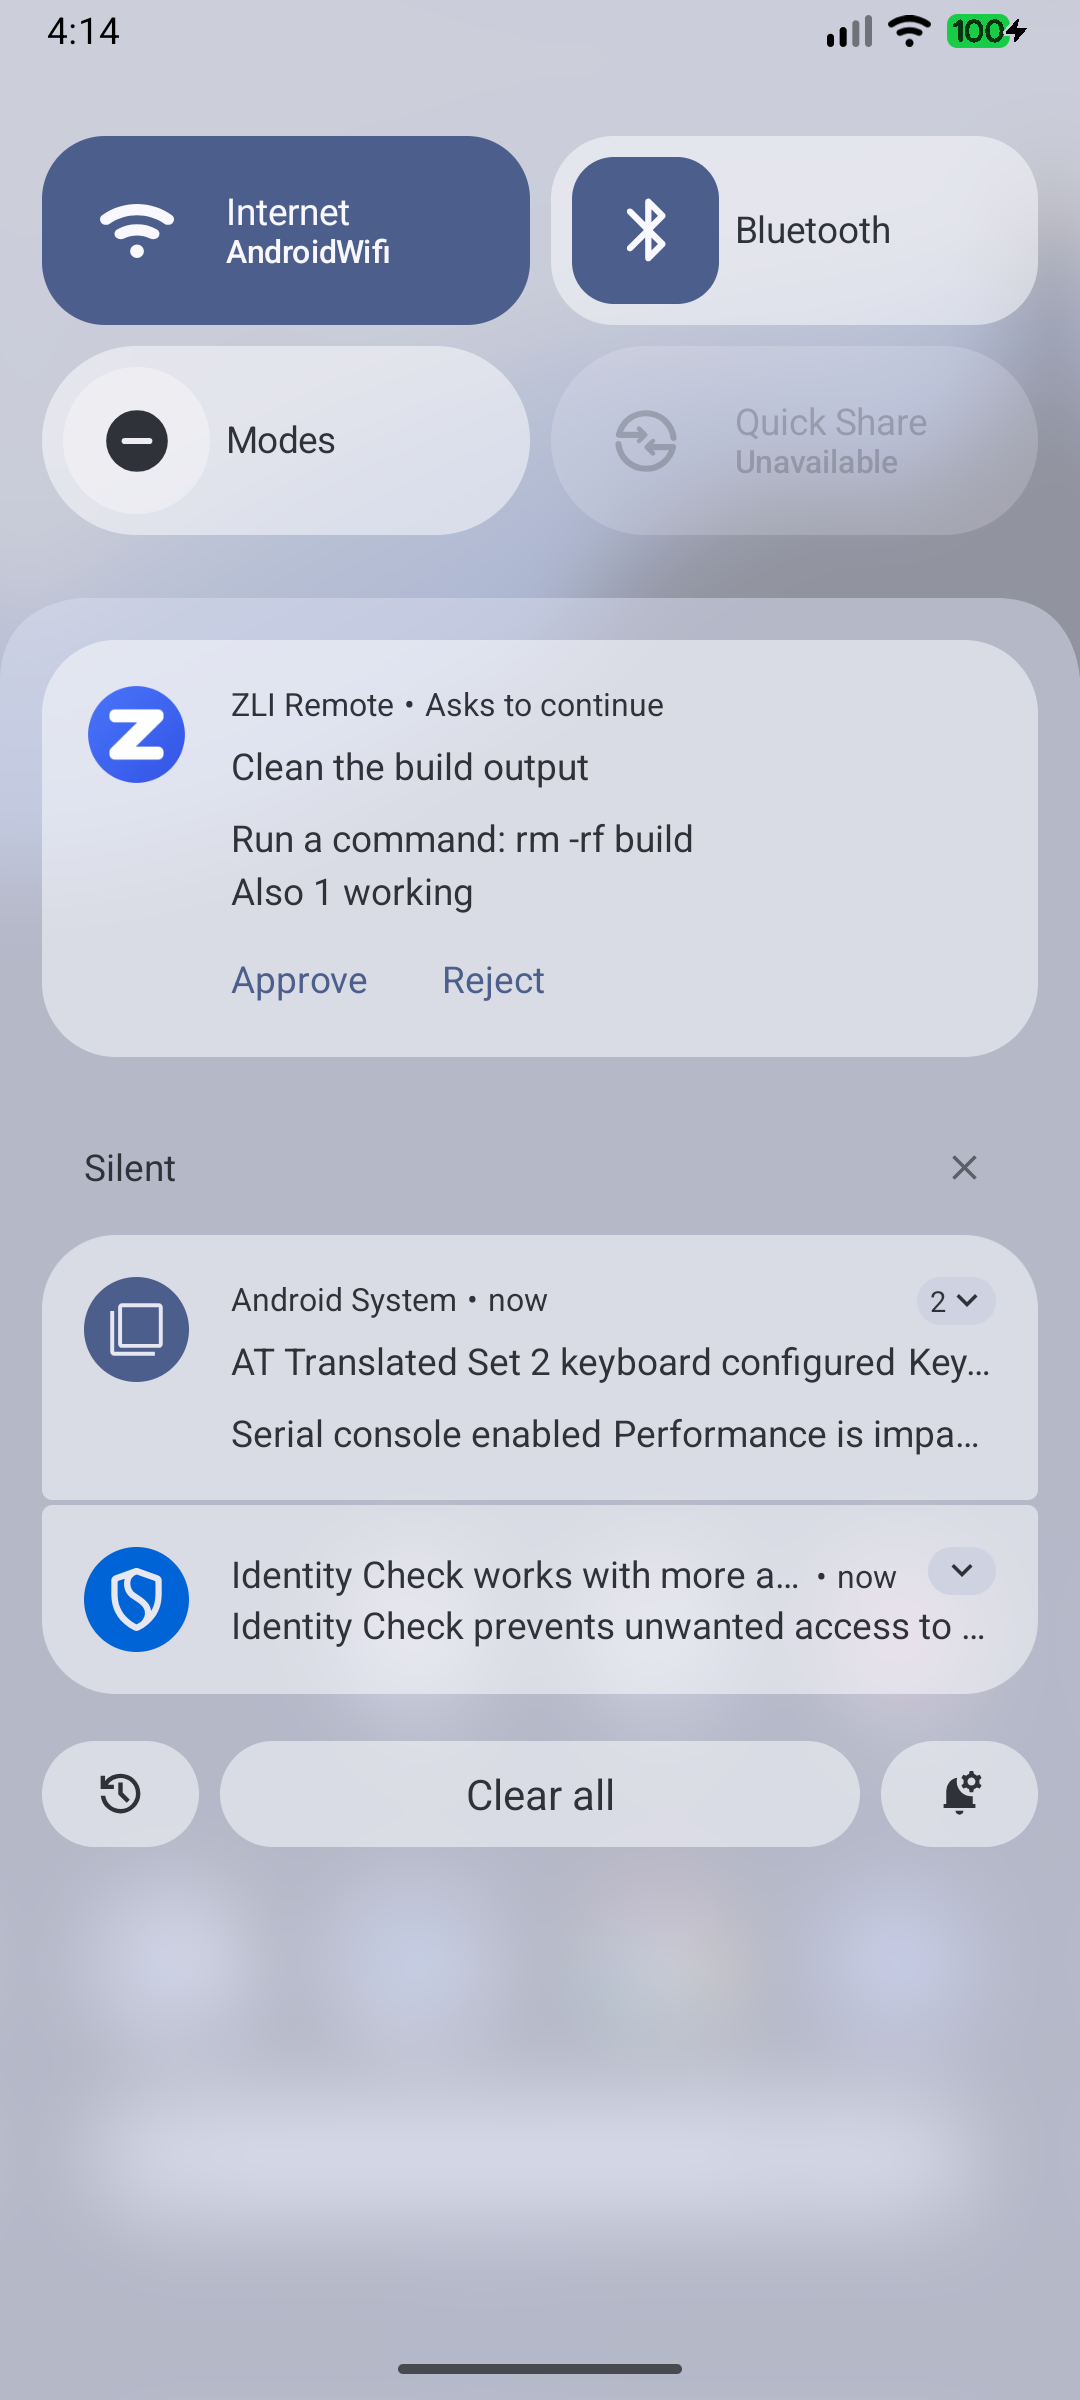 4:14
100
Internet
AndroidWifi
Bluetooth
Modes
Quick Share
Unavailable
ZLI Remote • Asks to continue
Clean the build output
Run a command: rm -rf build
Also 1 working
Approve Reject
Silent
Android System • now
2
AT Translated Set 2 keyboard configured Key…
Serial console enabled Performance is impa…
Identity Check works with more a… • now
Identity Check prevents unwanted access to …
Clear all